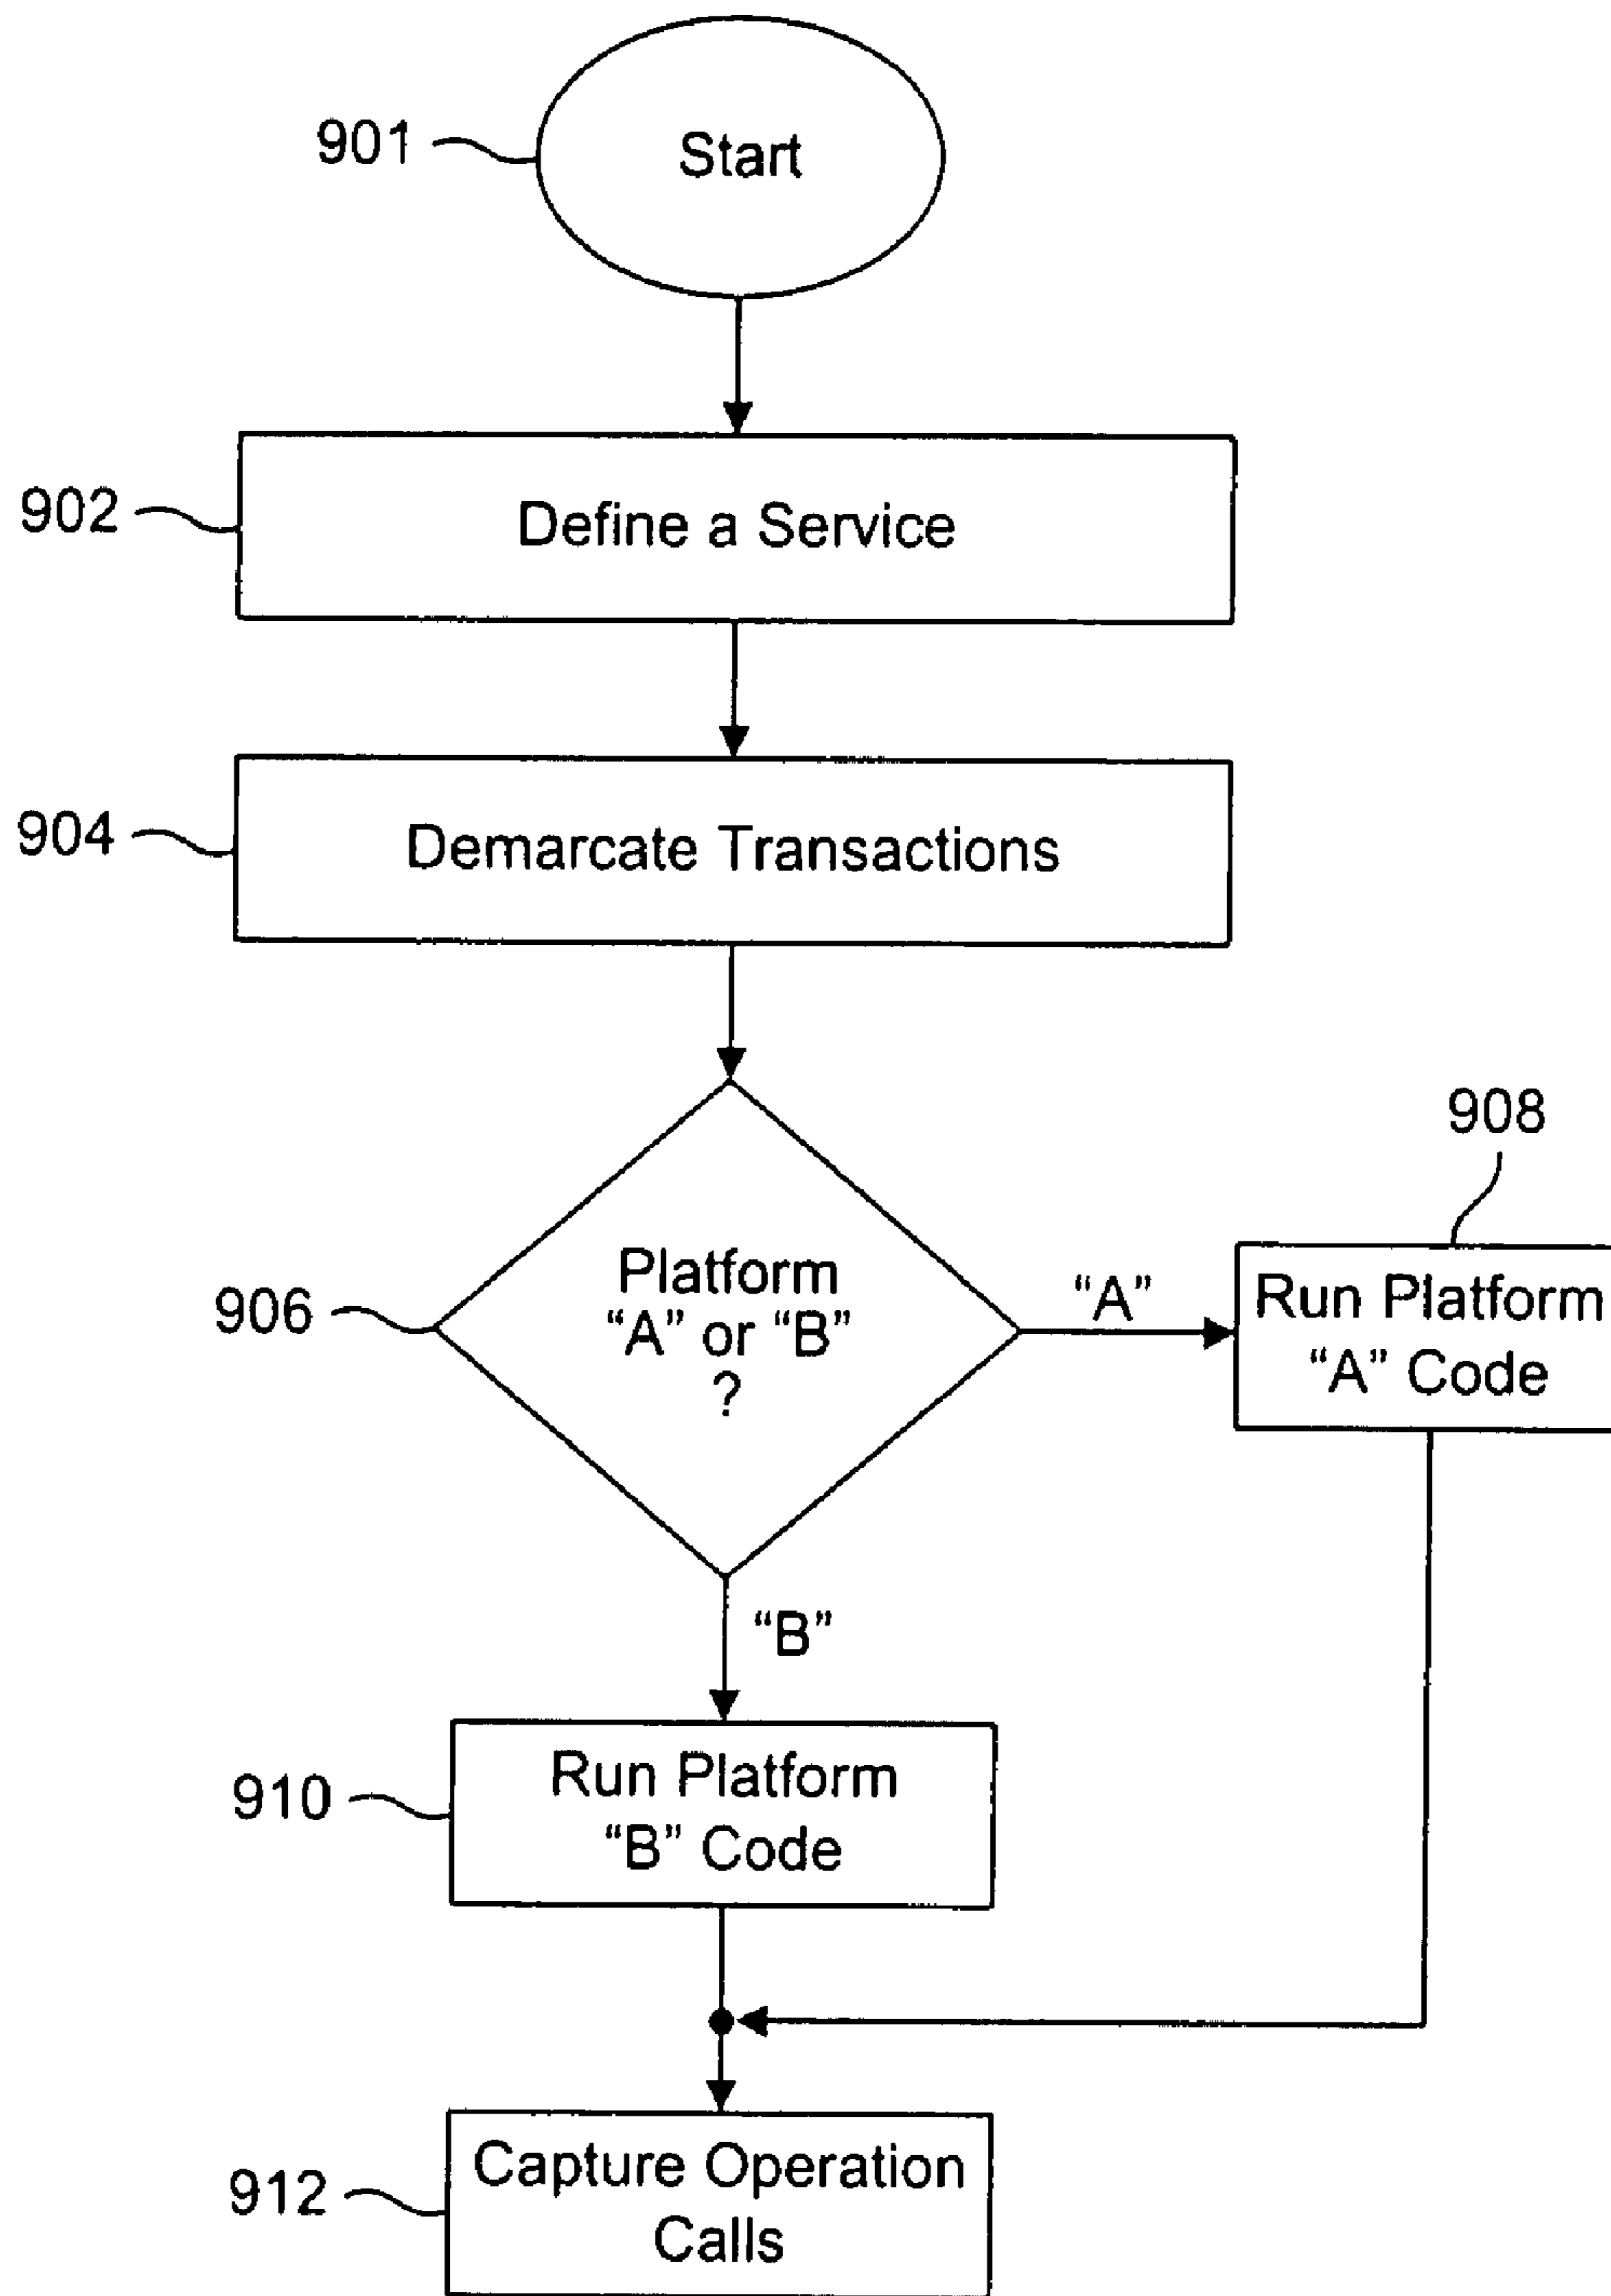 901
Start
902
Define a Service
904
Demarcate Transactions
906
Platform
“A” or “B”
?
“A”
908
Run Platform
“A” Code
“B”
910
Run Platform
“B” Code
912
Capture Operation
Calls